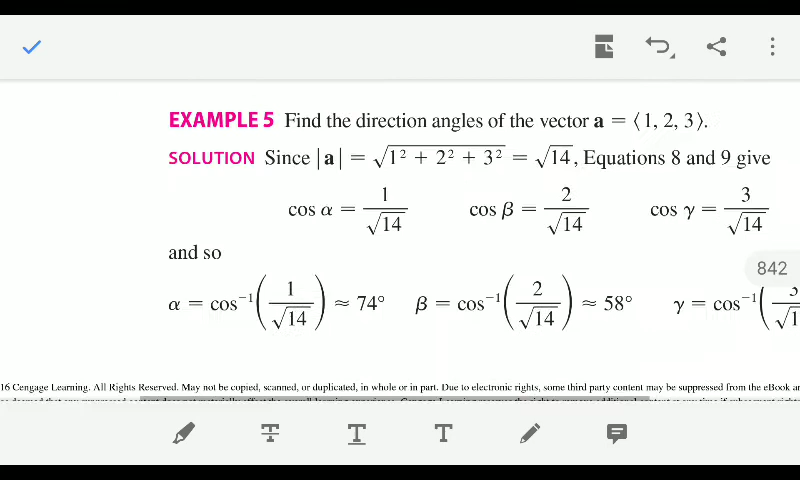 EXAMPLE 5 Find the direction angles of the vector a = ⟨1, 2, 3⟩.
SOLUTION Since |a| = √(1² + 2² + 3²) = √14, Equations 8 and 9 give
cos α = 1/√14 cos β = 2/√14 cos γ = 3/√14
and so
842
α = cos⁻¹(1/√14) ≈ 74° β = cos⁻¹(2/√14) ≈ 58° γ = cos⁻¹(3/√1
16 Cengage Learning. All Rights Reserved. May not be copied, scanned, or duplicated, in whole or in part. Due to electronic rights, some third party content may be suppressed from the eBook an